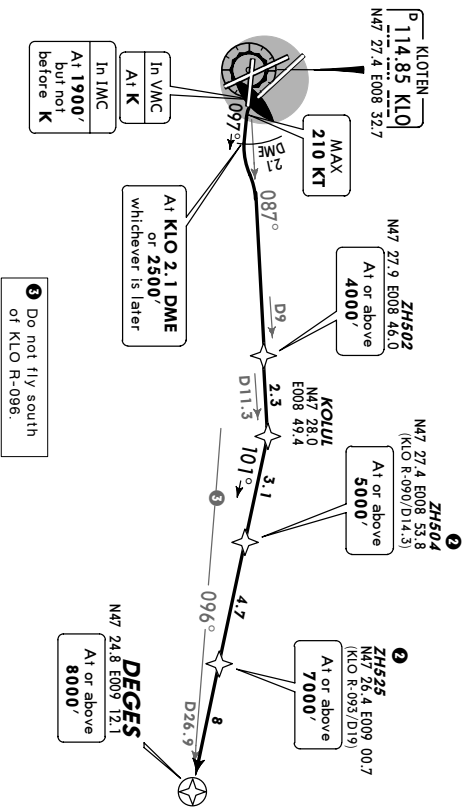 D
KLOTEN
114.85 KLO
N47 27.4 E008 32.7
MAX
210 KT
In VMC
At K
In IMC
At 1900'
but not
before K
097°
2.1
DME
087°
At KLO 2.1 DME
or 2500'
whichever is later
ZH502
N47 27.9 E008 46.0
At or above
4000'
D9
2.3
D11.3
KOLUL
N47 28.0
E008 49.4
101°
3.1
2
ZH504
N47 27.4 E008 53.8
(KLO R-090/D14.3)
At or above
5000'
3
4.7
096°
2
ZH525
N47 26.4 E009 00.7
(KLO R-093/D19)
At or above
7000'
8
D26.9
DEGES
N47 24.8 E009 12.1
At or above
8000'
3 Do not fly south
of KLO R-096.